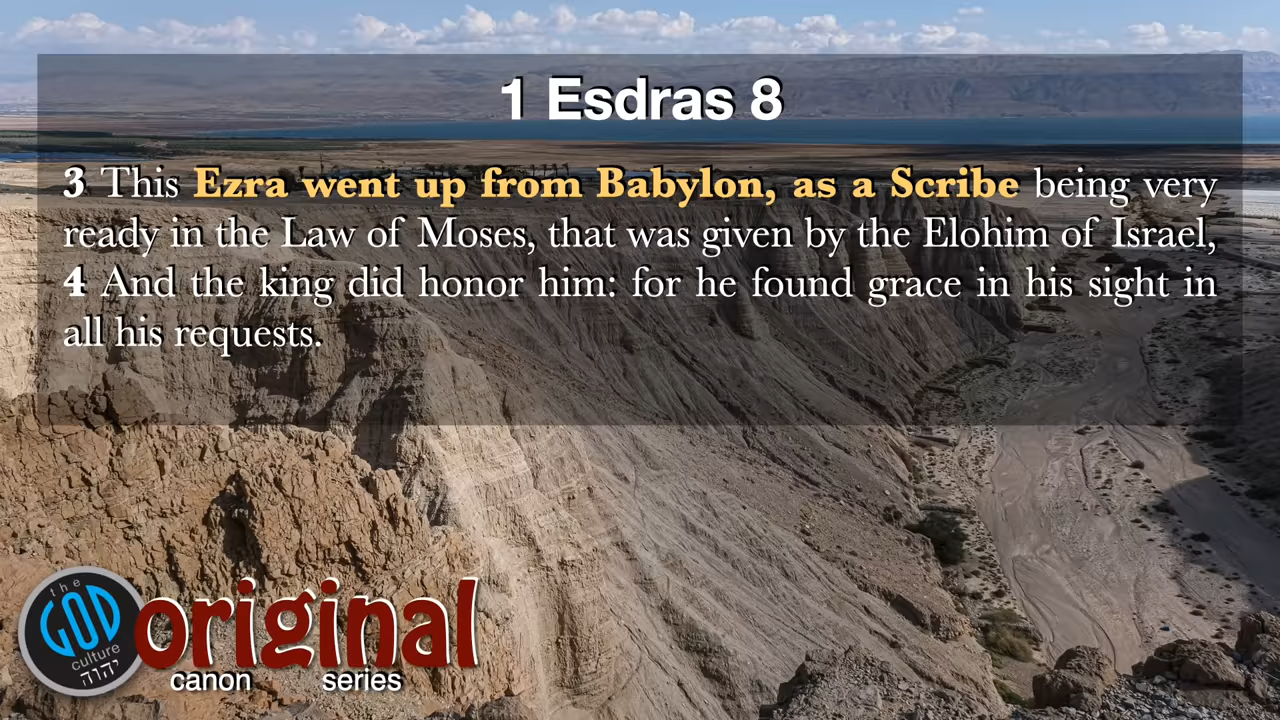 1 Esdras 8
3 This Ezra went up from Babylon, as a Scribe being very
ready in the Law of Moses, that was given by the Elohim of Israel,
4 And the king did honor him: for he found grace in his sight in
all his requests.
the
GOD
culture
יהוה
original
canon series